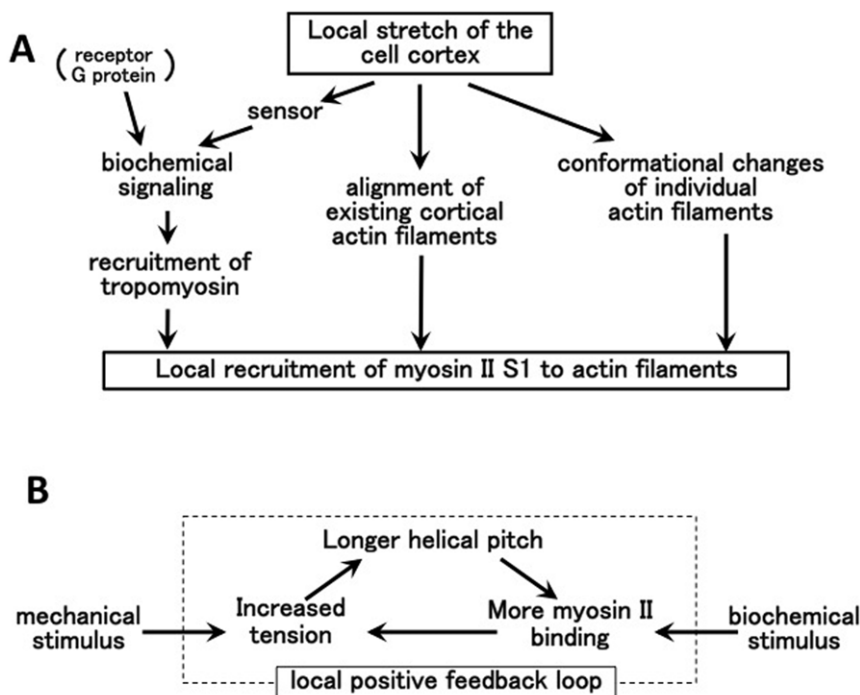 A
(receptor
G protein)
Local stretch of the
cell cortex
sensor
biochemical
signaling
alignment of
existing cortical
actin filaments
conformational changes
of individual
actin filaments
recruitment of
tropomyosin
Local recruitment of myosin II S1 to actin filaments
B
Longer helical pitch
mechanical
stimulus
Increased
tension
More myosin II
binding
biochemical
stimulus
local positive feedback loop